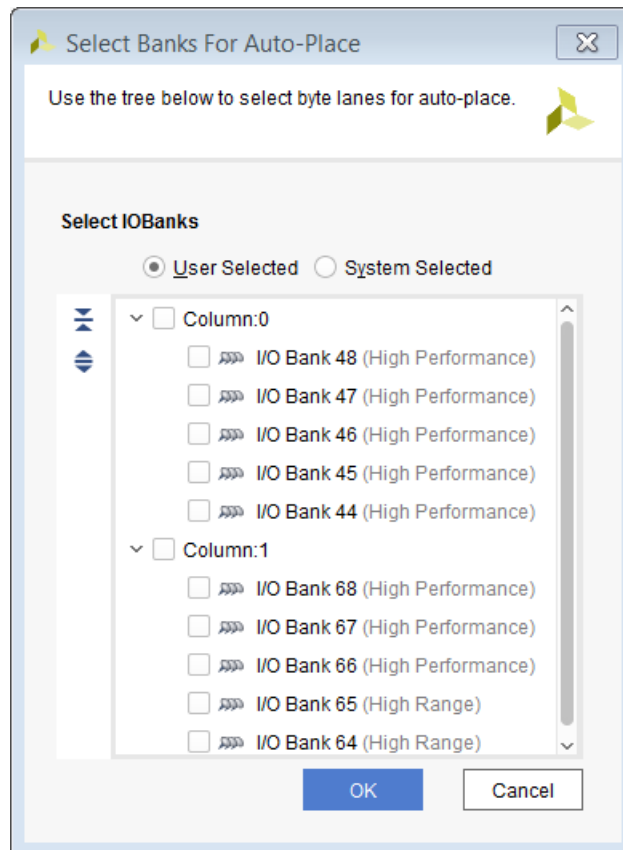 Select Banks For Auto-Place
Use the tree below to select byte lanes for auto-place.
Select IOBanks
User Selected System Selected
Column:0
I/O Bank 48 (High Performance)
I/O Bank 47 (High Performance)
I/O Bank 46 (High Performance)
I/O Bank 45 (High Performance)
I/O Bank 44 (High Performance)
Column:1
I/O Bank 68 (High Performance)
I/O Bank 67 (High Performance)
I/O Bank 66 (High Performance)
I/O Bank 65 (High Range)
I/O Bank 64 (High Range)
OK Cancel